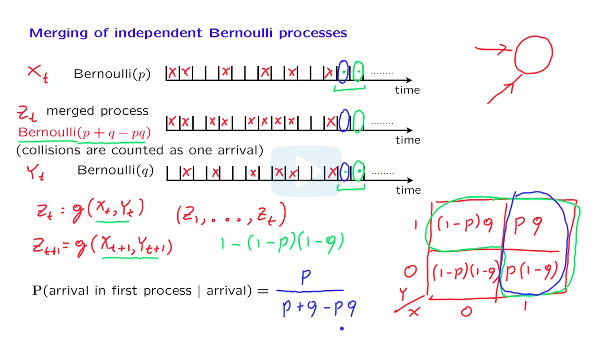 Merging of independent Bernoulli processes
X_t Bernoulli(p) x x x x x x x ........
time
Z_t merged process
Bernoulli(p + q − pq) x x x x x x x x x
time
(collisions are counted as one arrival)
Y_t Bernoulli(q) x x x x x ........
time
Z_t = g(X_t, Y_t) (Z_1, ..., Z_t)
Z_{t+1} = g(X_{t+1}, Y_{t+1}) 1-(1-p)(1-q)
P(arrival in first process | arrival) = p / (p+q-pq)
1 (1-p)q pq
0 (1-p)(1-q) p(1-q)
Y
X 0 1